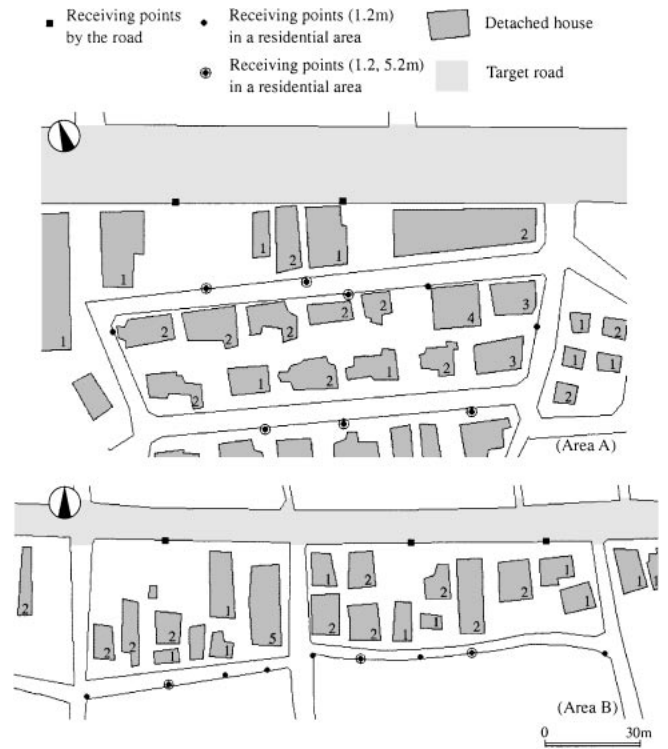 Receiving points
by the road
Receiving points (1.2m)
in a residential area
Detached house
Receiving points (1.2, 5.2m)
in a residential area
Target road
1 2 1 2
1
1 2 2 2 2 2 4 3 1 2
1 1
2 1 2 1 2 3 2
(Area A)
1 2 2 1 1 1
2 1 2 2 1
2 2 2 1 5 2 2 1 1 2
1
(Area B)
0 30m